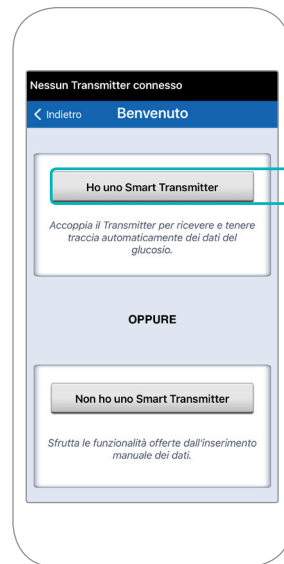 Nessun Transmitter connesso
Indietro
Benvenuto
Ho uno Smart Transmitter
Accoppia il Transmitter per ricevere e tenere
traccia automaticamente dei dati del
glucosio.
OPPURE
Non ho uno Smart Transmitter
Sfrutta le funzionalità offerte dall'inserimento
manuale dei dati.